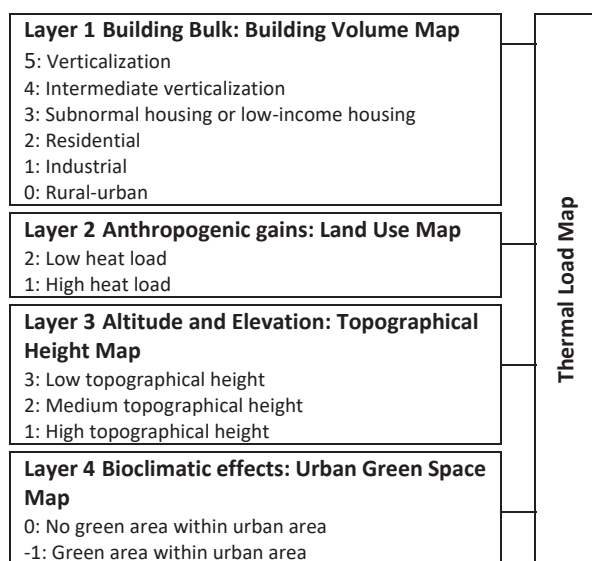 Layer 1 Building Bulk: Building Volume Map
5: Verticalization
4: Intermediate verticalization
3: Subnormal housing or low-income housing
2: Residential
1: Industrial
0: Rural-urban
Layer 2 Anthropogenic gains: Land Use Map
2: Low heat load
1: High heat load
Layer 3 Altitude and Elevation: Topographical
Height Map
3: Low topographical height
2: Medium topographical height
1: High topographical height
Layer 4 Bioclimatic effects: Urban Green Space
Map
0: No green area within urban area
-1: Green area within urban area
Thermal Load Map